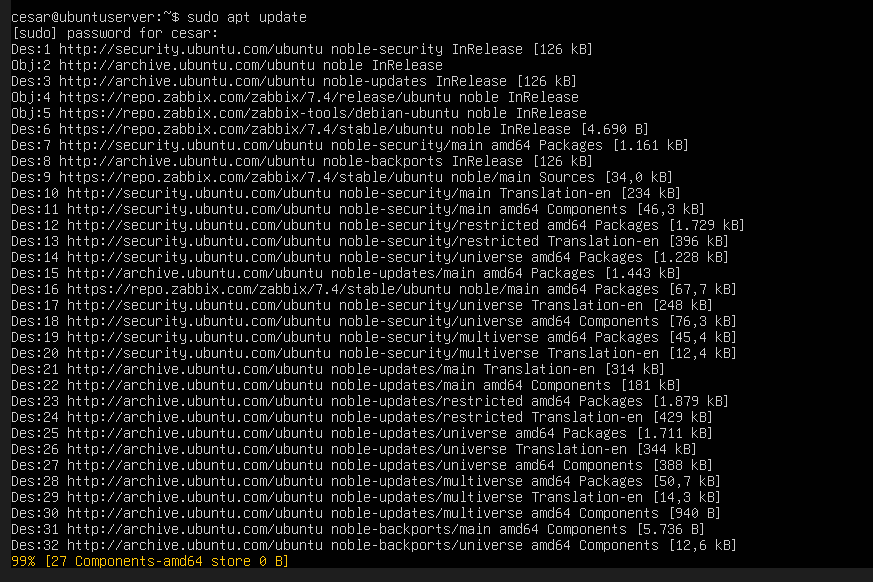 cesar@ubuntuserver:~$ sudo apt update
[sudo] password for cesar:
Des:1 http://security.ubuntu.com/ubuntu noble-security InRelease [126 kB]
Obj:2 http://archive.ubuntu.com/ubuntu noble InRelease
Des:3 http://archive.ubuntu.com/ubuntu noble-updates InRelease [126 kB]
Obj:4 https://repo.zabbix.com/zabbix/7.4/release/ubuntu noble InRelease
Obj:5 https://repo.zabbix.com/zabbix-tools/debian-ubuntu noble InRelease
Des:6 https://repo.zabbix.com/zabbix/7.4/stable/ubuntu noble InRelease [4.690 B]
Des:7 http://security.ubuntu.com/ubuntu noble-security/main amd64 Packages [1.161 kB]
Des:8 http://archive.ubuntu.com/ubuntu noble-backports InRelease [126 kB]
Des:9 https://repo.zabbix.com/zabbix/7.4/stable/ubuntu noble/main Sources [34,0 kB]
Des:10 http://security.ubuntu.com/ubuntu noble-security/main Translation-en [234 kB]
Des:11 http://security.ubuntu.com/ubuntu noble-security/main amd64 Components [46,3 kB]
Des:12 http://security.ubuntu.com/ubuntu noble-security/restricted amd64 Packages [1.729 kB]
Des:13 http://security.ubuntu.com/ubuntu noble-security/restricted Translation-en [396 kB]
Des:14 http://security.ubuntu.com/ubuntu noble-security/universe amd64 Packages [1.228 kB]
Des:15 http://archive.ubuntu.com/ubuntu noble-updates/main amd64 Packages [1.443 kB]
Des:16 https://repo.zabbix.com/zabbix/7.4/stable/ubuntu noble/main amd64 Packages [67,7 kB]
Des:17 http://security.ubuntu.com/ubuntu noble-security/universe Translation-en [248 kB]
Des:18 http://security.ubuntu.com/ubuntu noble-security/universe amd64 Components [76,3 kB]
Des:19 http://security.ubuntu.com/ubuntu noble-security/multiverse amd64 Packages [45,4 kB]
Des:20 http://security.ubuntu.com/ubuntu noble-security/multiverse Translation-en [12,4 kB]
Des:21 http://archive.ubuntu.com/ubuntu noble-updates/main Translation-en [314 kB]
Des:22 http://archive.ubuntu.com/ubuntu noble-updates/main amd64 Components [181 kB]
Des:23 http://archive.ubuntu.com/ubuntu noble-updates/restricted amd64 Packages [1.879 kB]
Des:24 http://archive.ubuntu.com/ubuntu noble-updates/restricted Translation-en [429 kB]
Des:25 http://archive.ubuntu.com/ubuntu noble-updates/universe amd64 Packages [1.711 kB]
Des:26 http://archive.ubuntu.com/ubuntu noble-updates/universe Translation-en [344 kB]
Des:27 http://archive.ubuntu.com/ubuntu noble-updates/universe amd64 Components [388 kB]
Des:28 http://archive.ubuntu.com/ubuntu noble-updates/multiverse amd64 Packages [50,7 kB]
Des:29 http://archive.ubuntu.com/ubuntu noble-updates/multiverse Translation-en [14,3 kB]
Des:30 http://archive.ubuntu.com/ubuntu noble-updates/multiverse amd64 Components [940 B]
Des:31 http://archive.ubuntu.com/ubuntu noble-backports/main amd64 Components [5.736 B]
Des:32 http://archive.ubuntu.com/ubuntu noble-backports/universe amd64 Components [12,6 kB]
99% [27 Components-amd64 store 0 B]